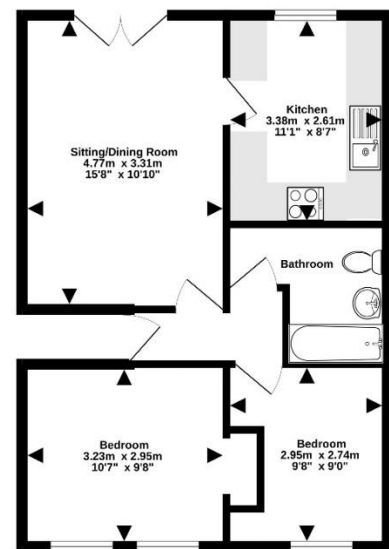 Kitchen
3.38m x 2.61m
11'1" x 8'7"
Sitting/Dining Room
4.77m x 3.31m
15'8" x 10'10"
Bathroom
Bedroom
3.23m x 2.95m
10'7" x 9'8"
Bedroom
2.95m x 2.74m
9'8" x 9'0"